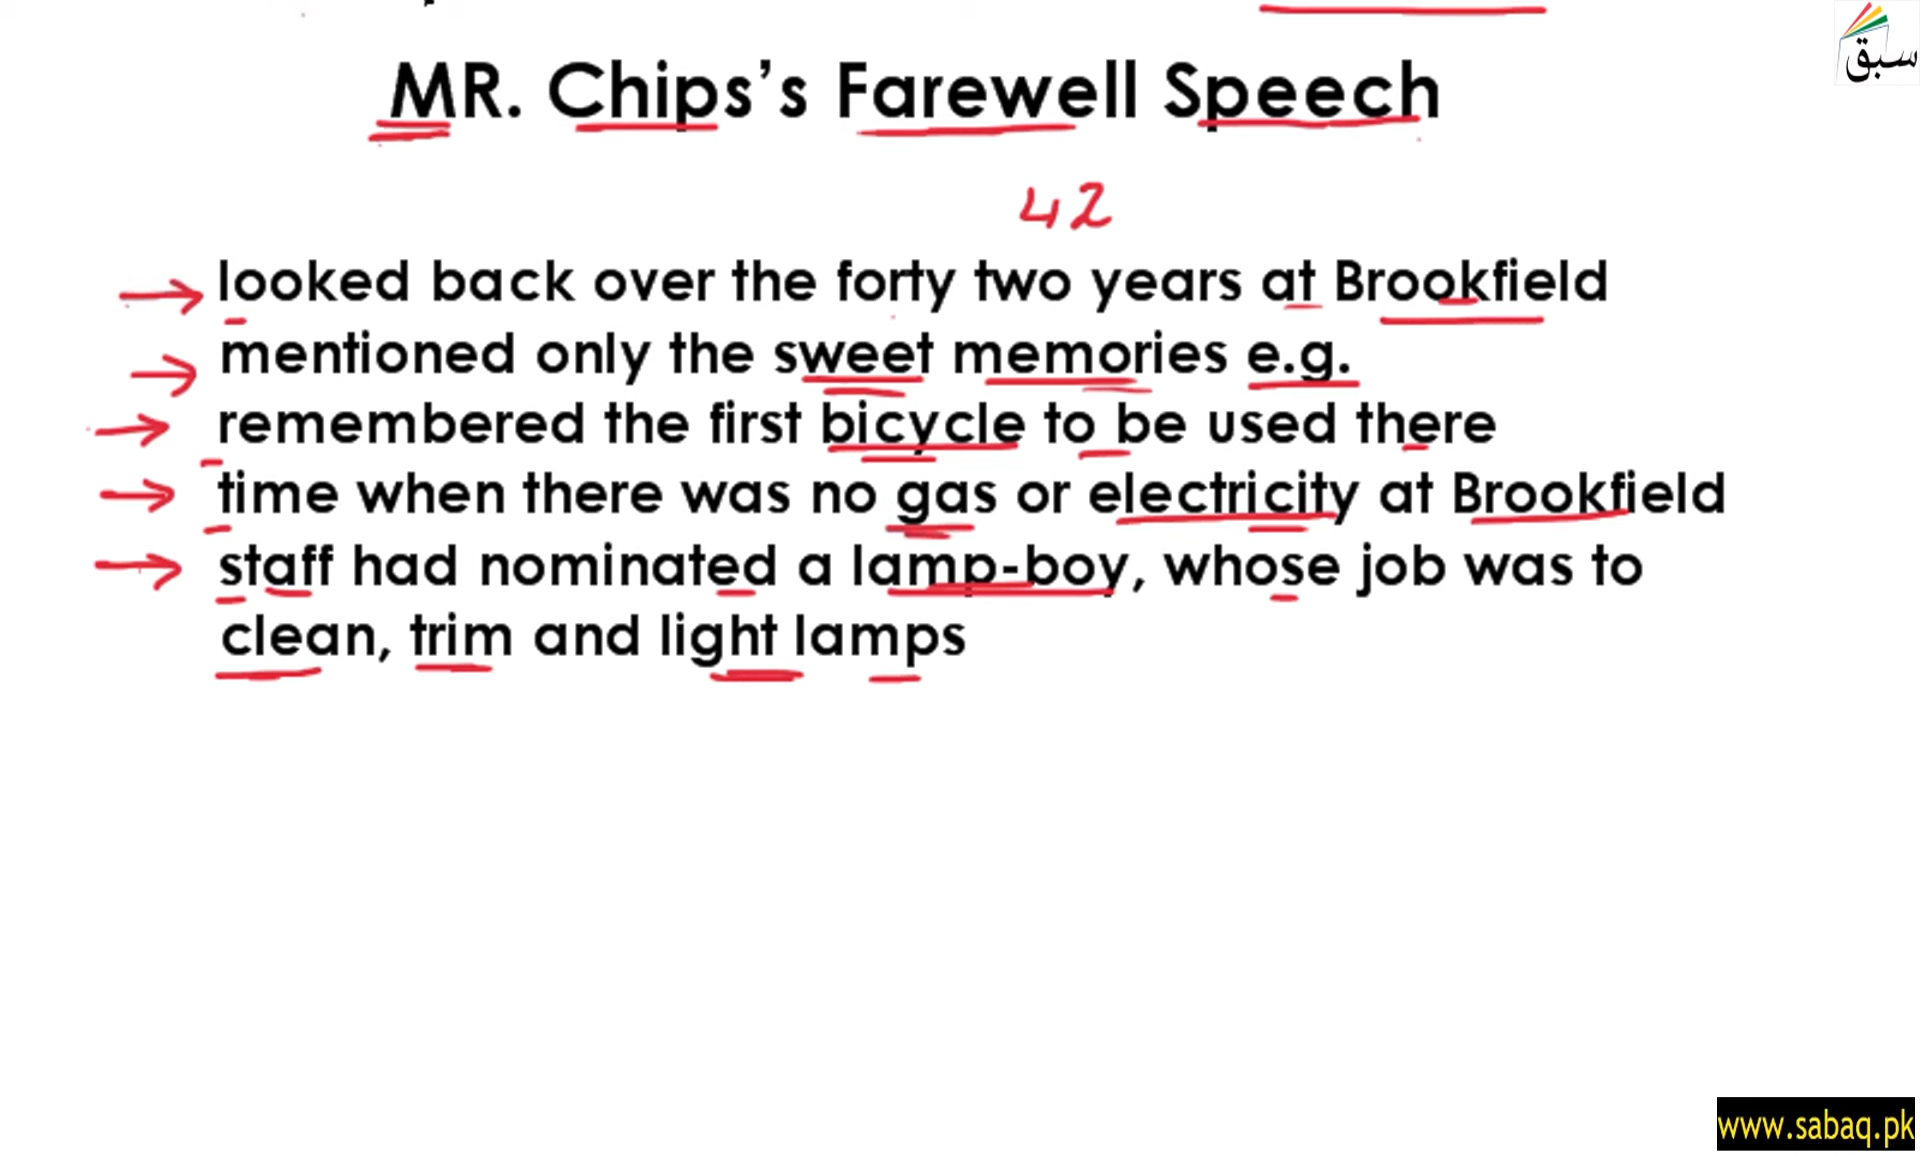 سبق
MR. Chips’s Farewell Speech
42
looked back over the forty two years at Brookfield
mentioned only the sweet memories e.g.
remembered the first bicycle to be used there
time when there was no gas or electricity at Brookfield
staff had nominated a lamp-boy, whose job was to
clean, trim and light lamps
www.sabaq.pk